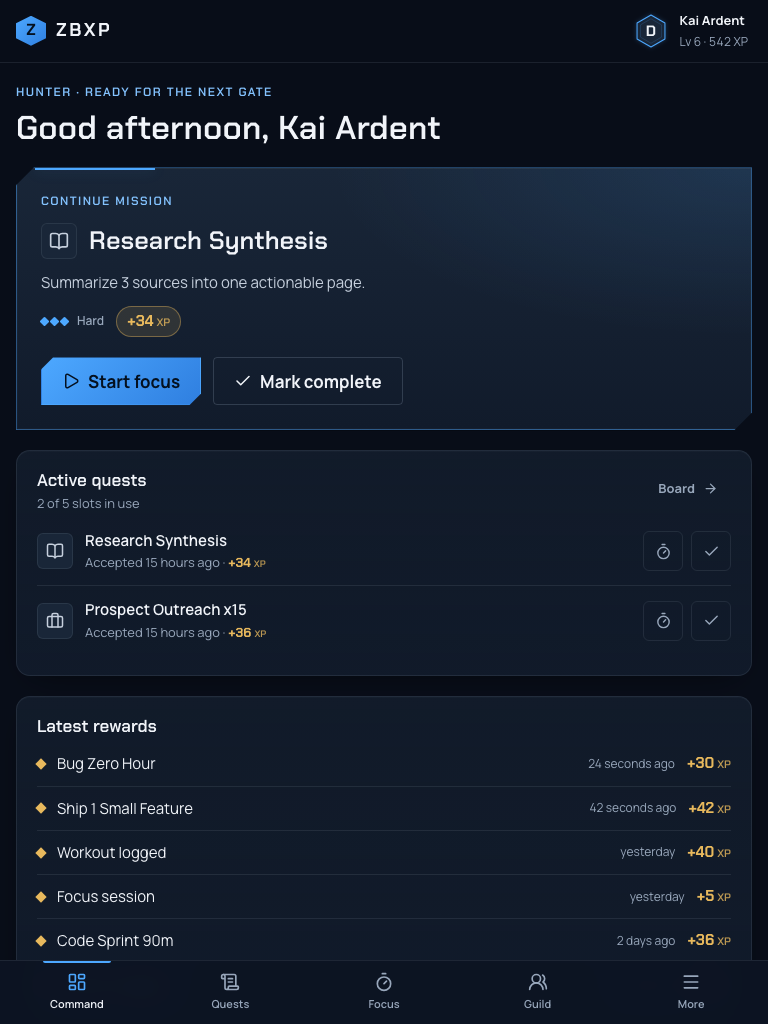 Z ZBXP
D Kai Ardent
Lv 6 · 542 XP
HUNTER · READY FOR THE NEXT GATE
Good afternoon, Kai Ardent
CONTINUE MISSION
Research Synthesis
Summarize 3 sources into one actionable page.
Hard +34 XP
Start focus Mark complete
Active quests
2 of 5 slots in use
Board
Research Synthesis
Accepted 15 hours ago · +34 XP
Prospect Outreach x15
Accepted 15 hours ago · +36 XP
Latest rewards
Bug Zero Hour 24 seconds ago +30 XP
Ship 1 Small Feature 42 seconds ago +42 XP
Workout logged yesterday +40 XP
Focus session yesterday +5 XP
Code Sprint 90m 2 days ago +36 XP
Command Quests Focus Guild More